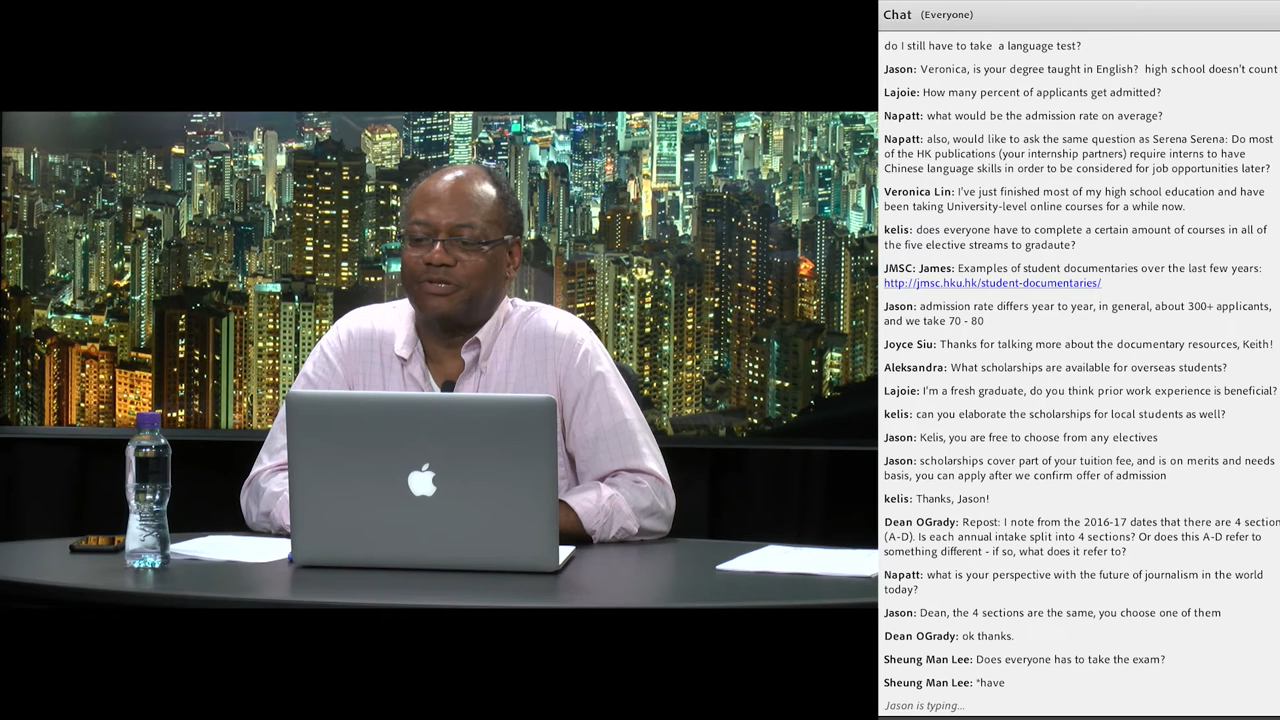 Chat (Everyone)
do I still have to take a language test?
Jason: Veronica, is your degree taught in English? high school doesn't count
Lajoie: How many percent of applicants get admitted?
Napatt: what would be the admission rate on average?
Napatt: also, would like to ask the same question as Serena Serena: Do most
of the HK publications (your internship partners) require interns to have
Chinese language skills in order to be considered for job opportunities later?
Veronica Lin: I've just finished most of my high school education and have
been taking University-level online courses for a while now.
kelis: does everyone have to complete a certain amount of courses in all of
the five elective streams to gradaute?
JMSC: James: Examples of student documentaries over the last few years:
http://jmsc.hku.hk/student-documentaries/
Jason: admission rate differs year to year, in general, about 300+ applicants,
and we take 70 - 80
Joyce Siu: Thanks for talking more about the documentary resources, Keith!
Aleksandra: What scholarships are available for overseas students?
Lajoie: I'm a fresh graduate, do you think prior work experience is beneficial?
kelis: can you elaborate the scholarships for local students as well?
Jason: Kelis, you are free to choose from any electives
Jason: scholarships cover part of your tuition fee, and is on merits and needs
basis, you can apply after we confirm offer of admission
kelis: Thanks, Jason!
Dean OGrady: Repost: I note from the 2016-17 dates that there are 4 section
(A-D). Is each annual intake split into 4 sections? Or does this A-D refer to
something different - if so, what does it refer to?
Napatt: what is your perspective with the future of journalism in the world
today?
Jason: Dean, the 4 sections are the same, you choose one of them
Dean OGrady: ok thanks.
Sheung Man Lee: Does everyone has to take the exam?
Sheung Man Lee: *have
Jason is typing...